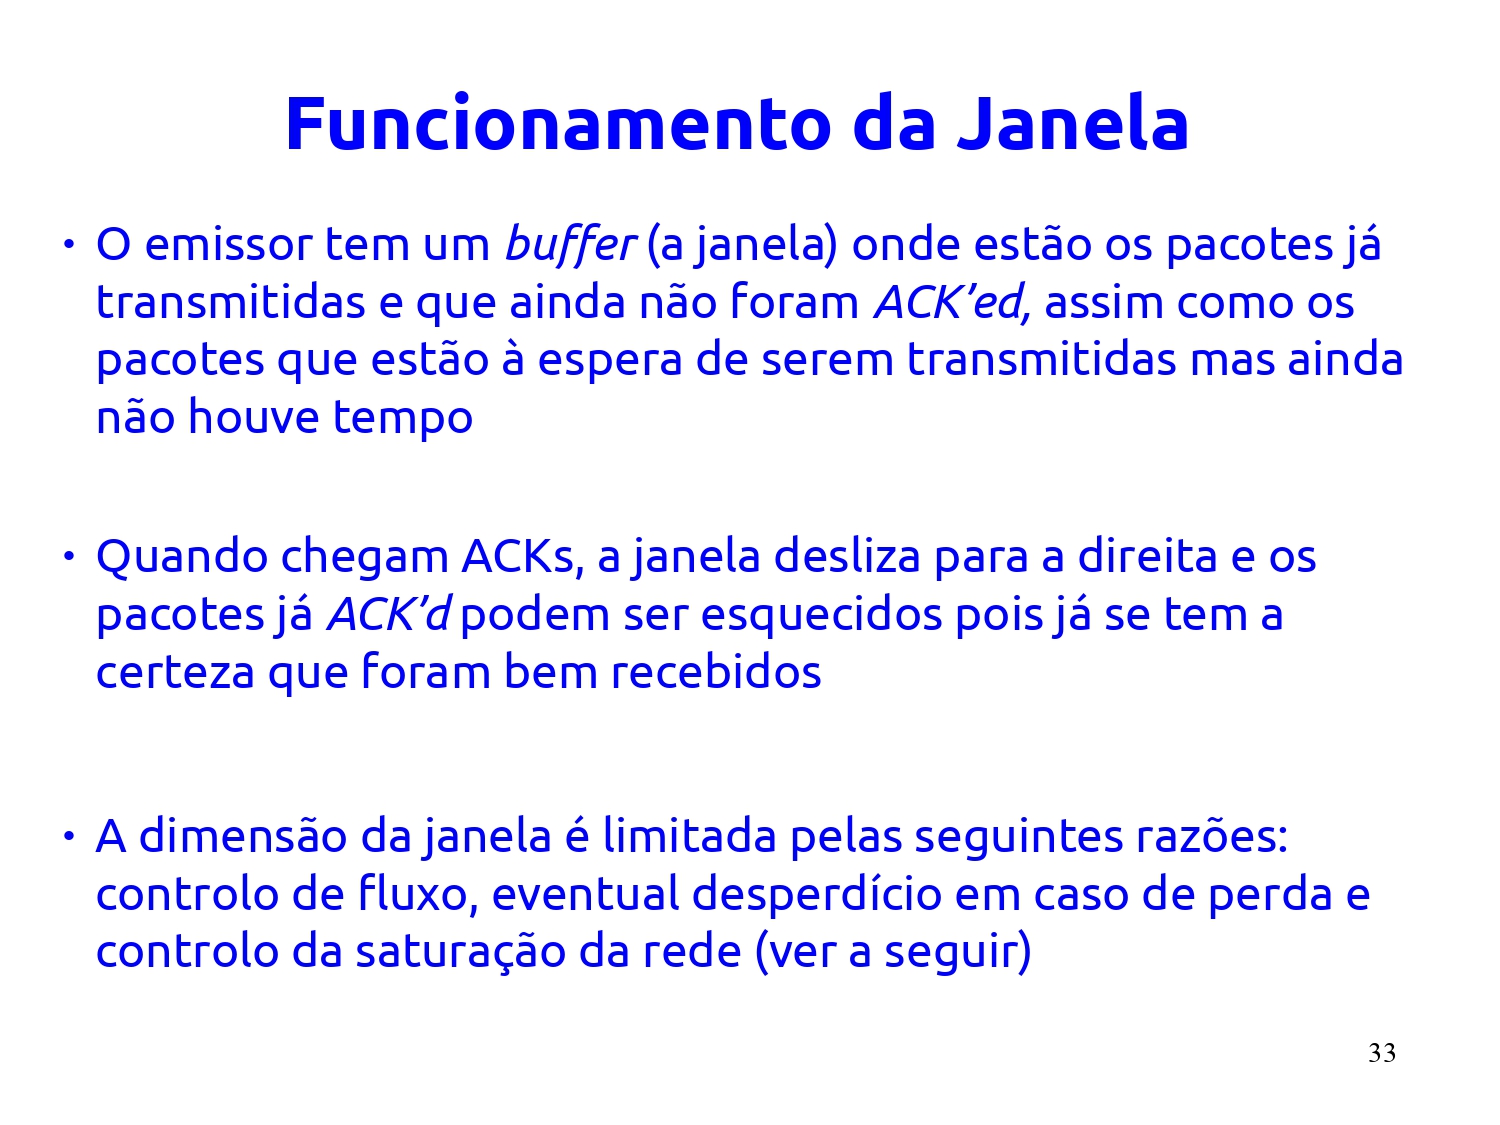 Funcionamento da Janela
• O emissor tem um buffer (a janela) onde estão os pacotes já
transmitidas e que ainda não foram ACK’ed, assim como os
pacotes que estão à espera de serem transmitidas mas ainda
não houve tempo
• Quando chegam ACKs, a janela desliza para a direita e os
pacotes já ACK’d podem ser esquecidos pois já se tem a
certeza que foram bem recebidos
• A dimensão da janela é limitada pelas seguintes razões:
controlo de fluxo, eventual desperdício em caso de perda e
controlo da saturação da rede (ver a seguir)
33